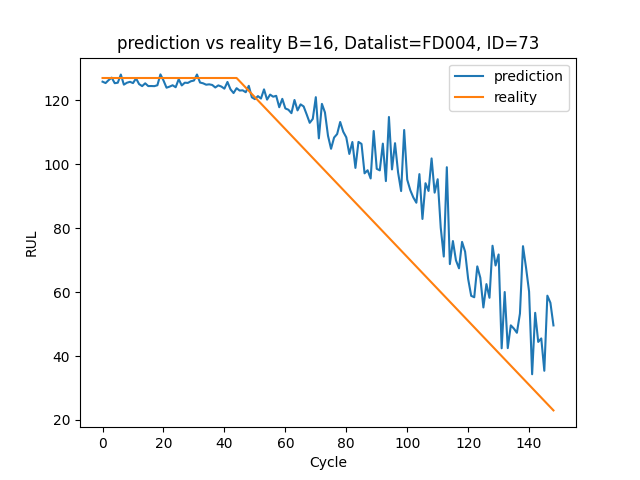 prediction vs reality B=16, Datalist=FD004, ID=73
prediction
reality
RUL
120
100
80
60
40
20
0 20 40 60 80 100 120 140
Cycle